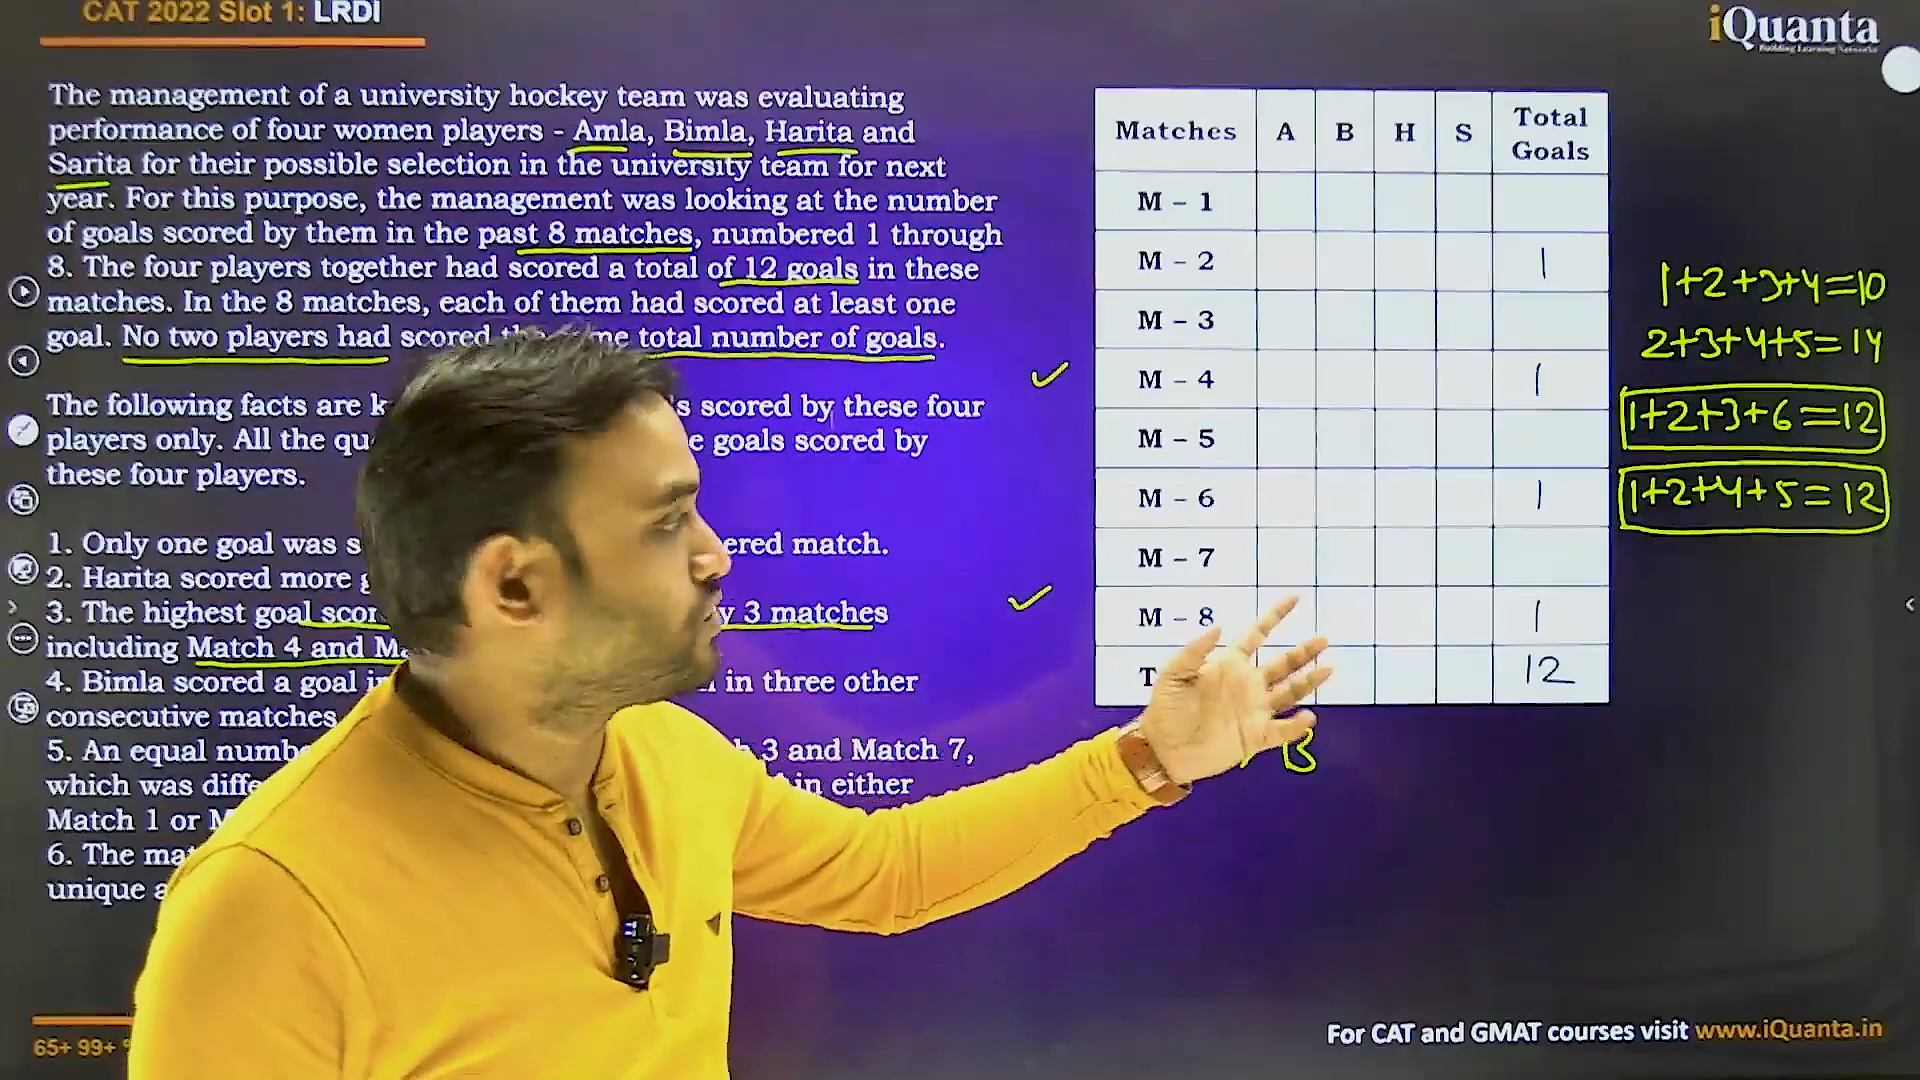 CAT 2022 Slot 1: LRDI
iQuanta
Building Learning Networks
The management of a university hockey team was evaluating
performance of four women players - Amla, Bimla, Harita and
Sarita for their possible selection in the university team for next
year. For this purpose, the management was looking at the number
of goals scored by them in the past 8 matches, numbered 1 through
8. The four players together had scored a total of 12 goals in these
matches. In the 8 matches, each of them had scored at least one
goal. No two players had scored total number of goals.
The following facts are scored by these four
players only. All the goals scored by
these four players.
1. Only one goal was match.
2. Harita scored more
3. The highest goal 3 matches
including Match 4 and
4. Bimla scored a goal in three other
consecutive matches
5. An equal 3 and Match 7,
which was in either
Match 1 or
6. The
unique
Matches A B H S Total Goals
M - 1
M - 2 1
M - 3
M - 4 1
M - 5
M - 6 1
M - 7
M - 8 1
12
B
1+2+3+4=10
2+3+4+5=14
1+2+3+6=12
1+2+4+5=12
65+ 99+
For CAT and GMAT courses visit www.iQuanta.in